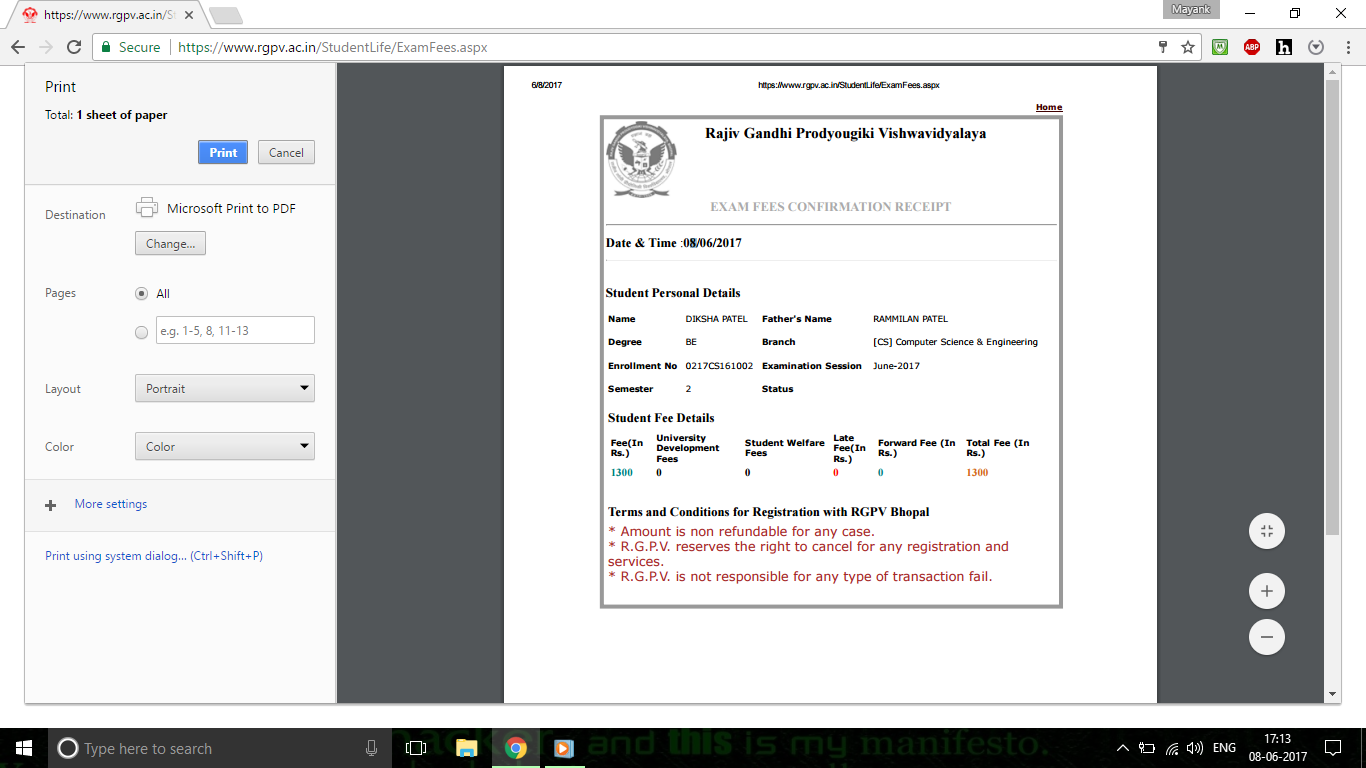 https://www.rgpv.ac.in/St
Mayank
Secure
https://www.rgpv.ac.in/StudentLife/ExamFees.aspx
ABP
h
Print
Total: 1 sheet of paper
Print Cancel
Destination
Microsoft Print to PDF
Change...
Pages
All
e.g. 1-5, 8, 11-13
Layout
Portrait
Color
Color
More settings
Print using system dialog... (Ctrl+Shift+P)
6/8/2017
https://www.rgpv.ac.in/StudentLife/ExamFees.aspx
Home
Rajiv Gandhi Prodyougiki Vishwavidyalaya
EXAM FEES CONFIRMATION RECEIPT
Date & Time :08/06/2017
Student Personal Details
Name DIKSHA PATEL Father's Name RAMMILAN PATEL
Degree BE Branch [CS] Computer Science & Engineering
Enrollment No 0217CS161002 Examination Session June-2017
Semester 2 Status
Student Fee Details
Fee(In Rs.) University Development Fees Student Welfare Fees Late Fee(In Rs.) Forward Fee (In Rs.) Total Fee (In Rs.)
1300 0 0 0 0 1300
Terms and Conditions for Registration with RGPV Bhopal
* Amount is non refundable for any case.
* R.G.P.V. reserves the right to cancel for any registration and
services.
* R.G.P.V. is not responsible for any type of transaction fail.
Type here to search
and this is my manifesto.
ENG
17:13
08-06-2017